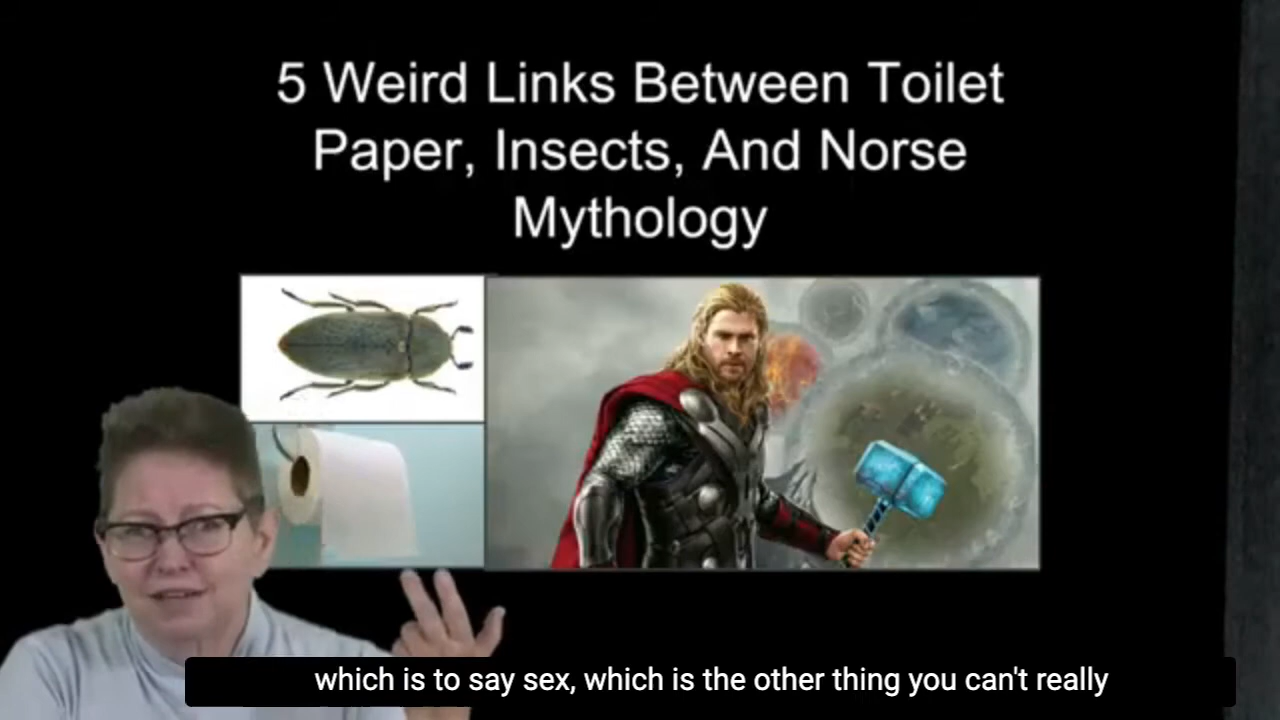 5 Weird Links Between Toilet
Paper, Insects, And Norse
Mythology
which is to say sex, which is the other thing you can't really